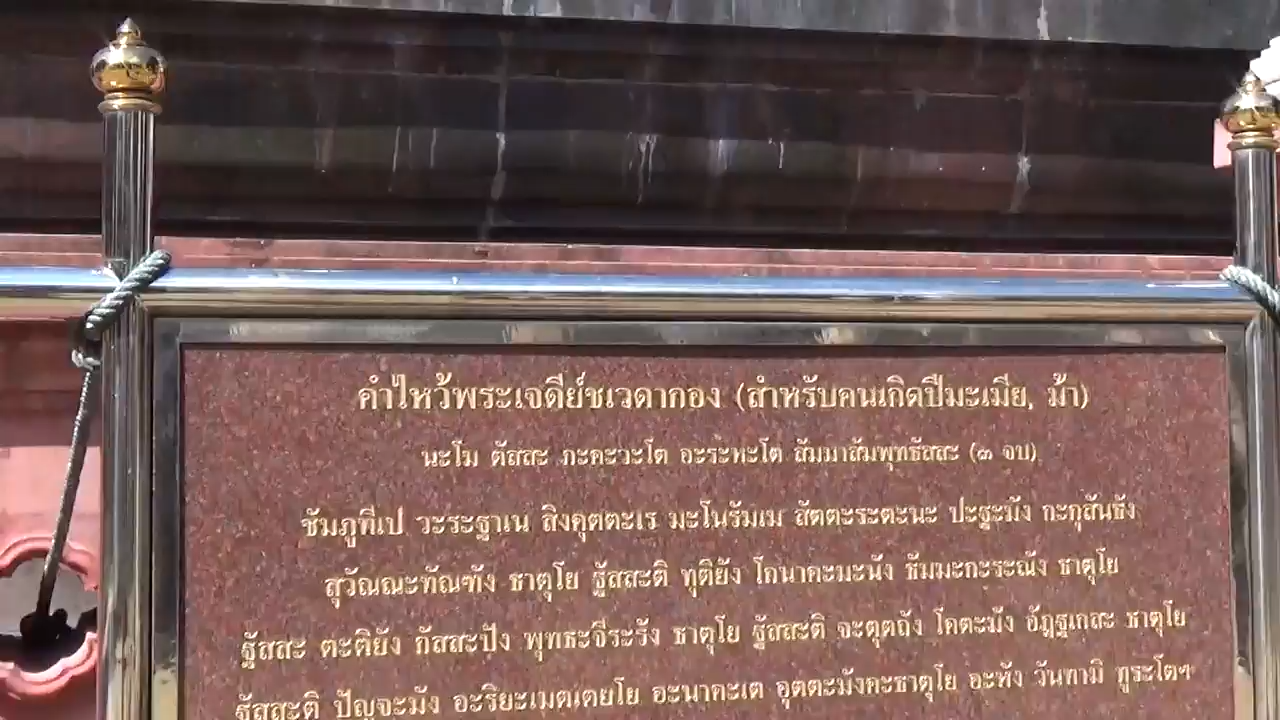 คำไหว้พระเจดีย์ชเวดากอง (สำหรับคนเกิดปีมะเมีย, ม้า)
นะโม ตัสสะ ภะคะวะโต อะระหะโต สัมมาสัมพุทธัสสะ (๓ จบ)
ชัมภูทีเป วะระฐาเน สิงคุตตะเร มะโนรัมเม สัตตะระตะนะ ปะฐะมัง กะกุสันธัง
สุวัณณะทัณฑัง ธาตุโย ฐัสสะติ ทุติยัง โคนาคะมะนัง ธัมมะกะระณัง ธาตุโย
ฐัสสะ ตะติยัง กัสสะปัง พุทธะจีระรัง ธาตุโย ฐัสสะติ จะตุตถัง โคตะมัง อัฏฐเกสะ ธาตุโย
ฐัสสะติ ปัญจะมัง อะริยะเมตเตยโย อะนาคะเต อุตตะมังคะธาตุโย อะหัง วันทามิ ทูระโตฯ